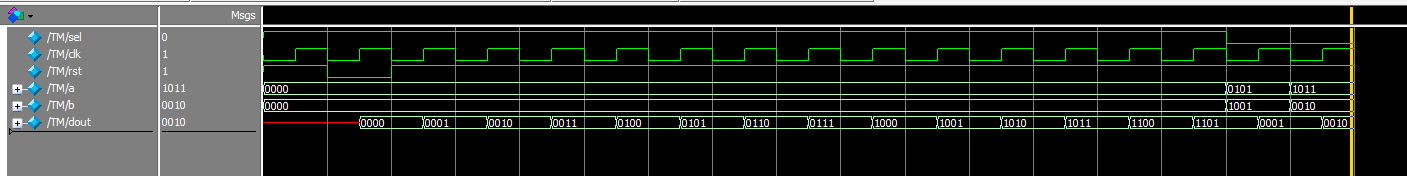 Msgs
/TM/sel 0
/TM/clk 1
/TM/rst 1
/TM/a 1011 0000 0101 1011
/TM/b 0010 0000 1001 0010
/TM/dout 0010 0000 0001 0010 0011 0100 0101 0110 0111 1000 1001 1010 1011 1100 1101 0001 0010